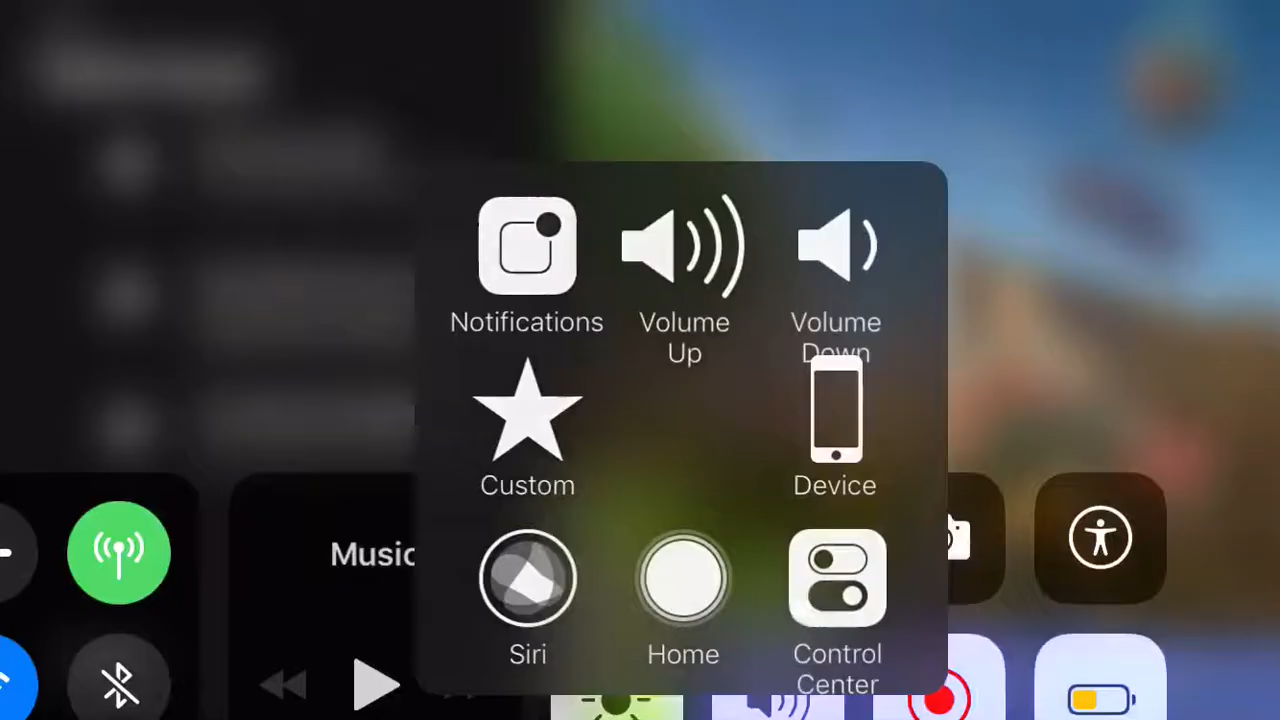 Notifications
Volume
Up
Volume
Down
Custom
Device
Music
Siri
Home
Control
Center